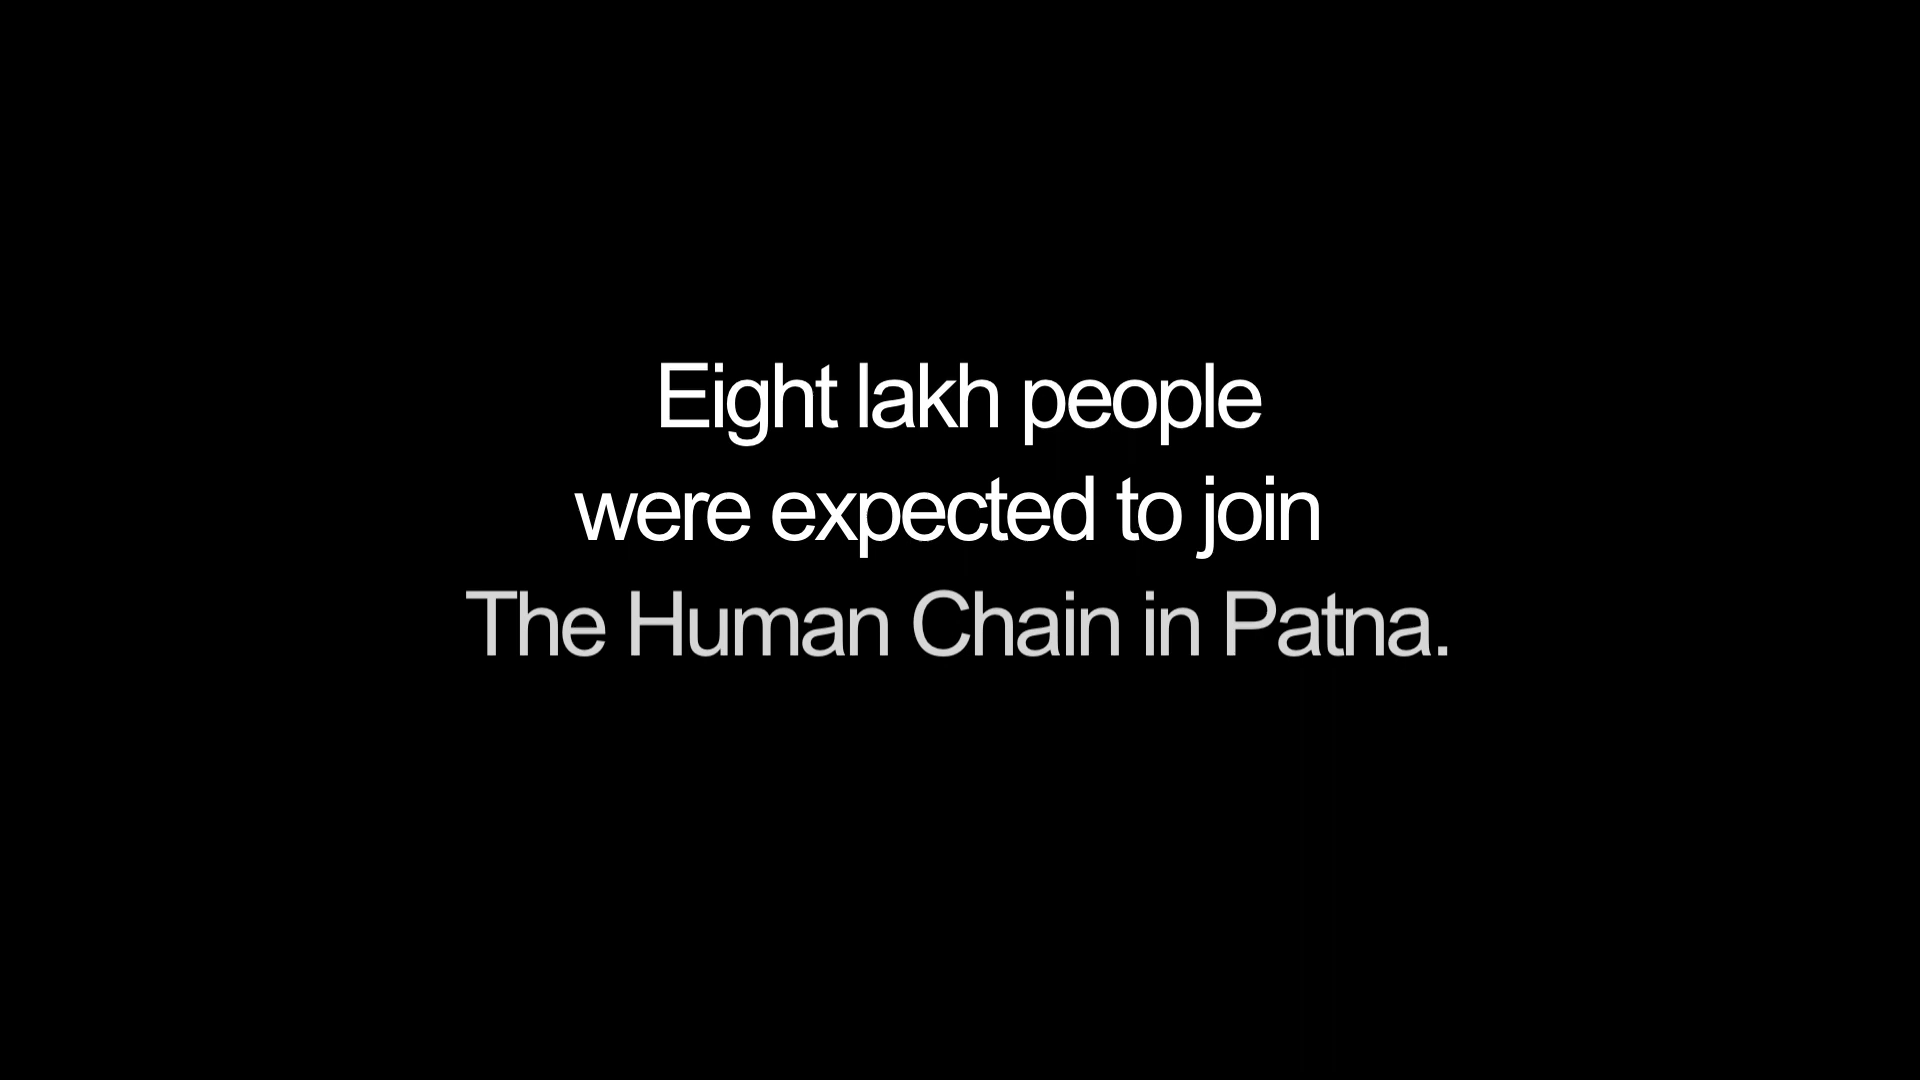 Eight lakh people
were expected to join
The Human Chain in Patna.